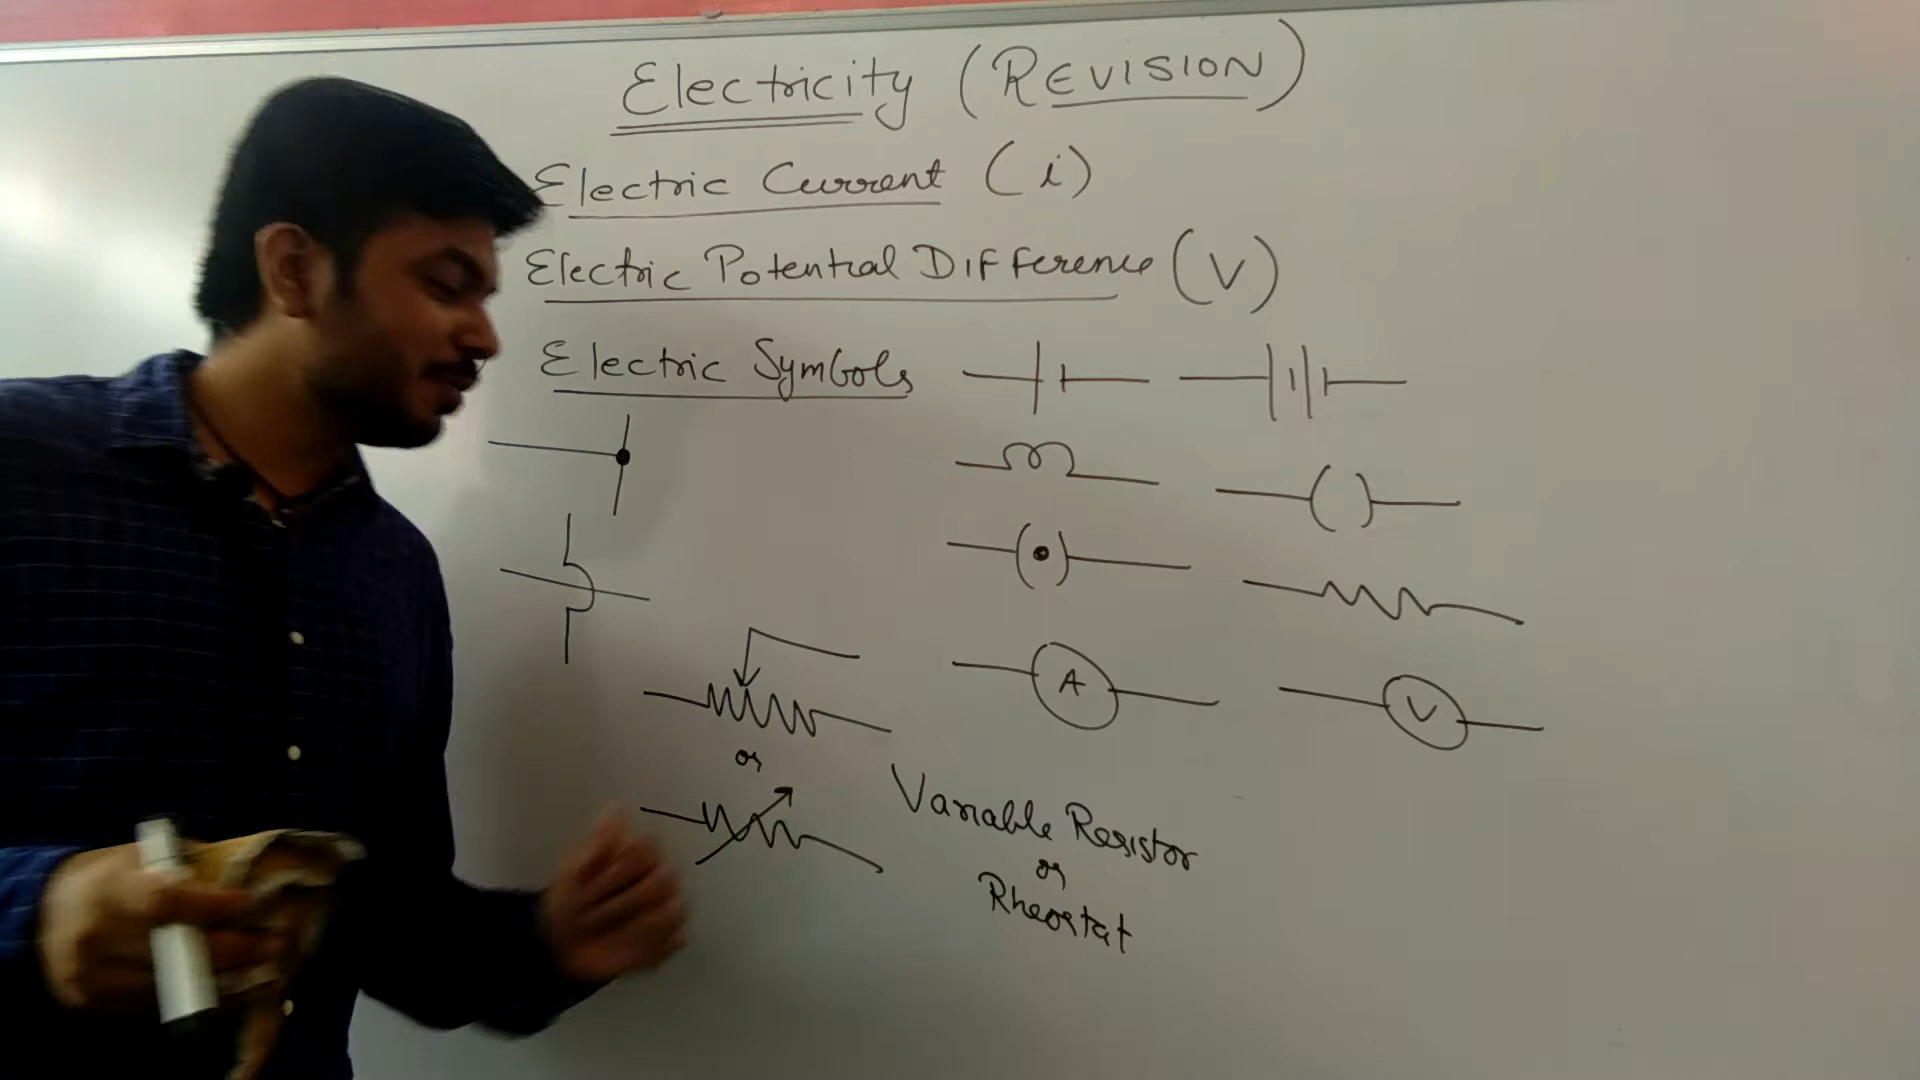 Electricity (REVISION)
Electric Current (i)
Electric Potential Difference (V)
Electric Symbols
A
V
or
Variable Resistor
or
Rheostat